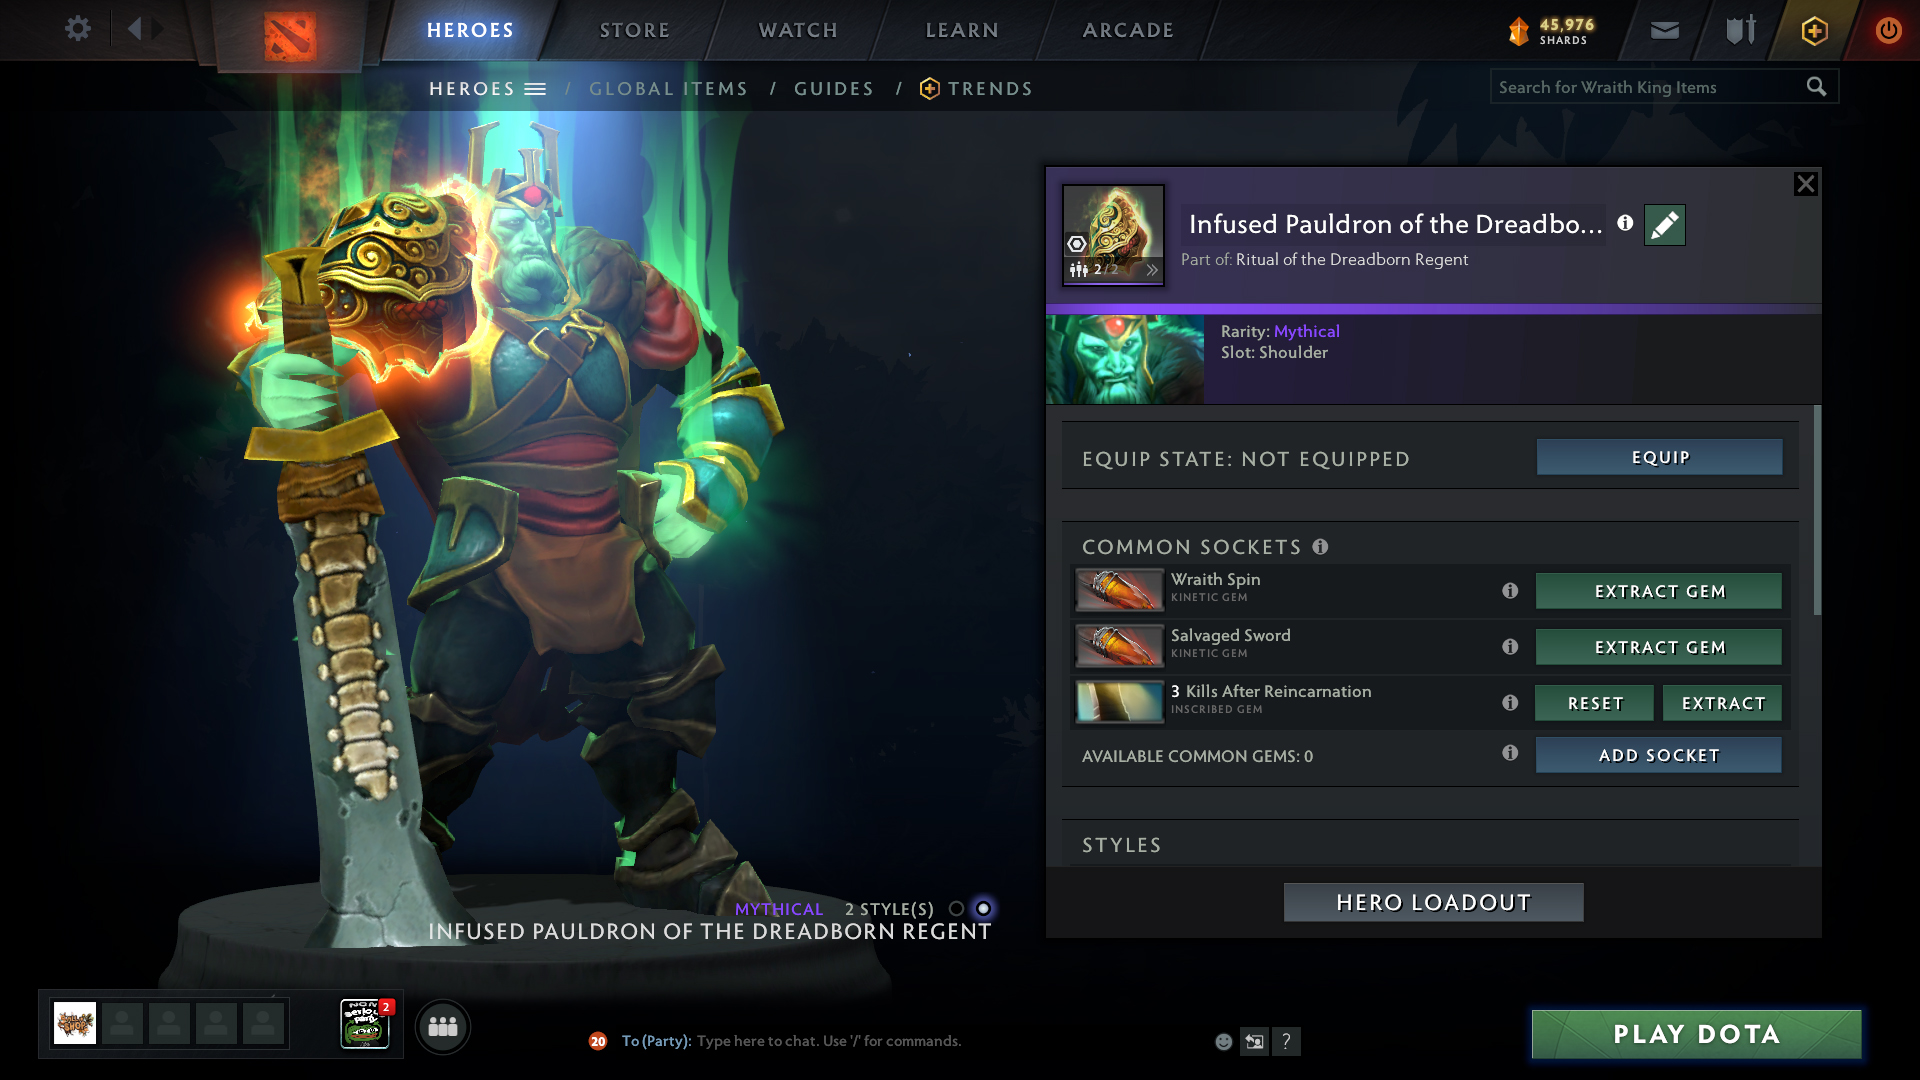 HEROES
STORE
WATCH
LEARN
ARCADE
45,976
SHARDS
HEROES / GLOBAL ITEMS / GUIDES / TRENDS
Search for Wraith King Items
Infused Pauldron of the Dreadbo...
Part of: Ritual of the Dreadborn Regent
2/2
Rarity: Mythical
Slot: Shoulder
EQUIP STATE: NOT EQUIPPED
EQUIP
COMMON SOCKETS
Wraith Spin
KINETIC GEM
EXTRACT GEM
Salvaged Sword
KINETIC GEM
EXTRACT GEM
3 Kills After Reincarnation
INSCRIBED GEM
RESET
EXTRACT
AVAILABLE COMMON GEMS: 0
ADD SOCKET
STYLES
HERO LOADOUT
MYTHICAL 2 STYLE(S)
INFUSED PAULDRON OF THE DREADBORN REGENT
2
20
To (Party): Type here to chat. Use '/' for commands.
?
PLAY DOTA